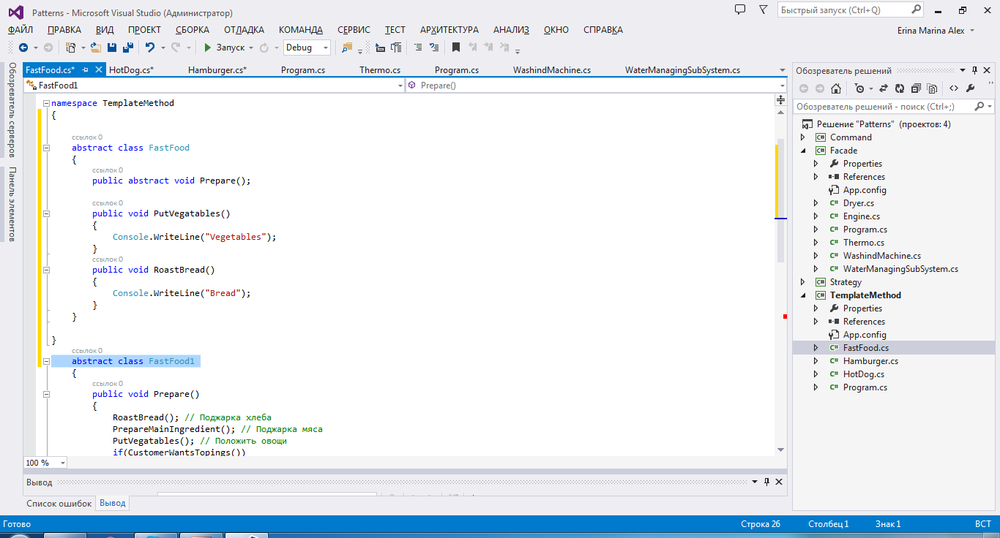 Patterns - Microsoft Visual Studio (Администратор)
Быстрый запуск (Ctrl+Q)
ФАЙЛ ПРАВКА ВИД ПРОЕКТ СБОРКА ОТЛАДКА КОМАНДА СЕРВИС ТЕСТ АРХИТЕКТУРА АНАЛИЗ ОКНО СПРАВКА
Erina Marina Alex
Запуск Debug
Обозреватель серверов
Панель элементов
FastFood.cs* HotDog.cs* Hamburger.cs* Program.cs Thermo.cs Program.cs WashindMachine.cs WaterManagingSubSystem.cs
FastFood1 Prepare()
namespace TemplateMethod
{
ссылок 0
abstract class FastFood
{
ссылок 0
public abstract void Prepare();
ссылок 0
public void PutVegatables()
{
Console.WriteLine("Vegetables");
}
ссылок 0
public void RoastBread()
{
Console.WriteLine("Bread");
}
}
}
ссылок 0
abstract class FastFood1
{
ссылок 0
public void Prepare()
{
RoastBread(); // Поджарка хлеба
PrepareMainIngredient(); // Поджарка мяса
PutVegatables(); // Положить овощи
if(CustomerWantsTopings())
100 %
Вывод
Список ошибок Вывод
Обозреватель решений
Обозреватель решений - поиск (Ctrl+;)
Решение "Patterns" (проектов: 4)
C# Command
C# Facade
Properties
References
App.config
C# Dryer.cs
C# Engine.cs
C# Program.cs
C# Thermo.cs
C# WashindMachine.cs
C# WaterManagingSubSystem.cs
C# Strategy
C# TemplateMethod
Properties
References
App.config
C# FastFood.cs
C# Hamburger.cs
C# HotDog.cs
C# Program.cs
Готово Строка 26 Столбец 1 Знак 1 ВСТ